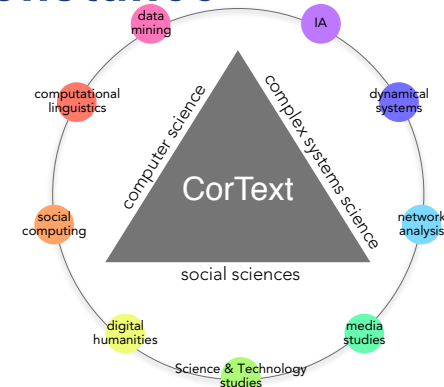 data
mining
IA
computational
linguistics
dynamical
systems
computer science
complex systems science
CorText
social
computing
network
analysis
social sciences
digital
humanities
media
studies
Science & Technology
studies